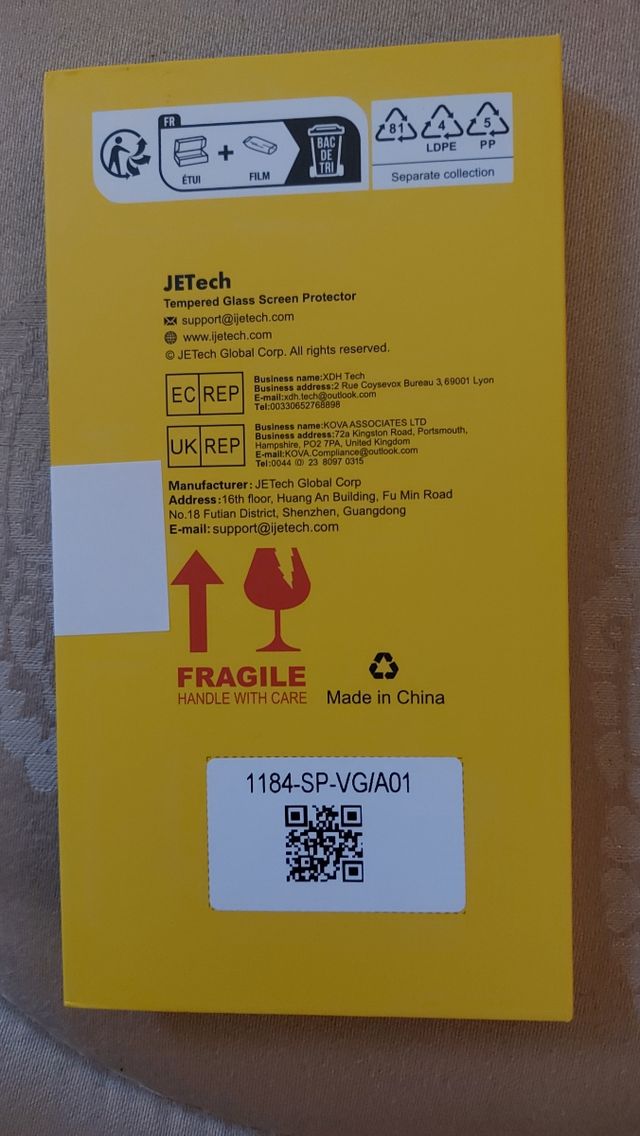 FR
ÉTUI
+
FILM
BAC
DE
TRI
81
4
LDPE
5
PP
Separate collection
JETech
Tempered Glass Screen Protector
support@ijetech.com
www.ijetech.com
© JETech Global Corp. All rights reserved.
EC REP
Business name:XDH Tech
Business address:2 Rue Coysevox Bureau 3, 69001 Lyon
E-mail:xdh.tech@outlook.com
Tel:00330652768898
UK REP
Business name:KOVA ASSOCIATES LTD
Business address:72a Kingston Road, Portsmouth,
Hampshire, PO2 7PA, United Kingdom
E-mail:KOVA.Compliance@outlook.com
Tel:0044 (0) 23 8097 0315
Manufacturer: JETech Global Corp
Address:16th floor, Huang An Building, Fu Min Road
No.18 Futian District, Shenzhen, Guangdong
E-mail: support@ijetech.com
FRAGILE
HANDLE WITH CARE
Made in China
1184-SP-VG/A01